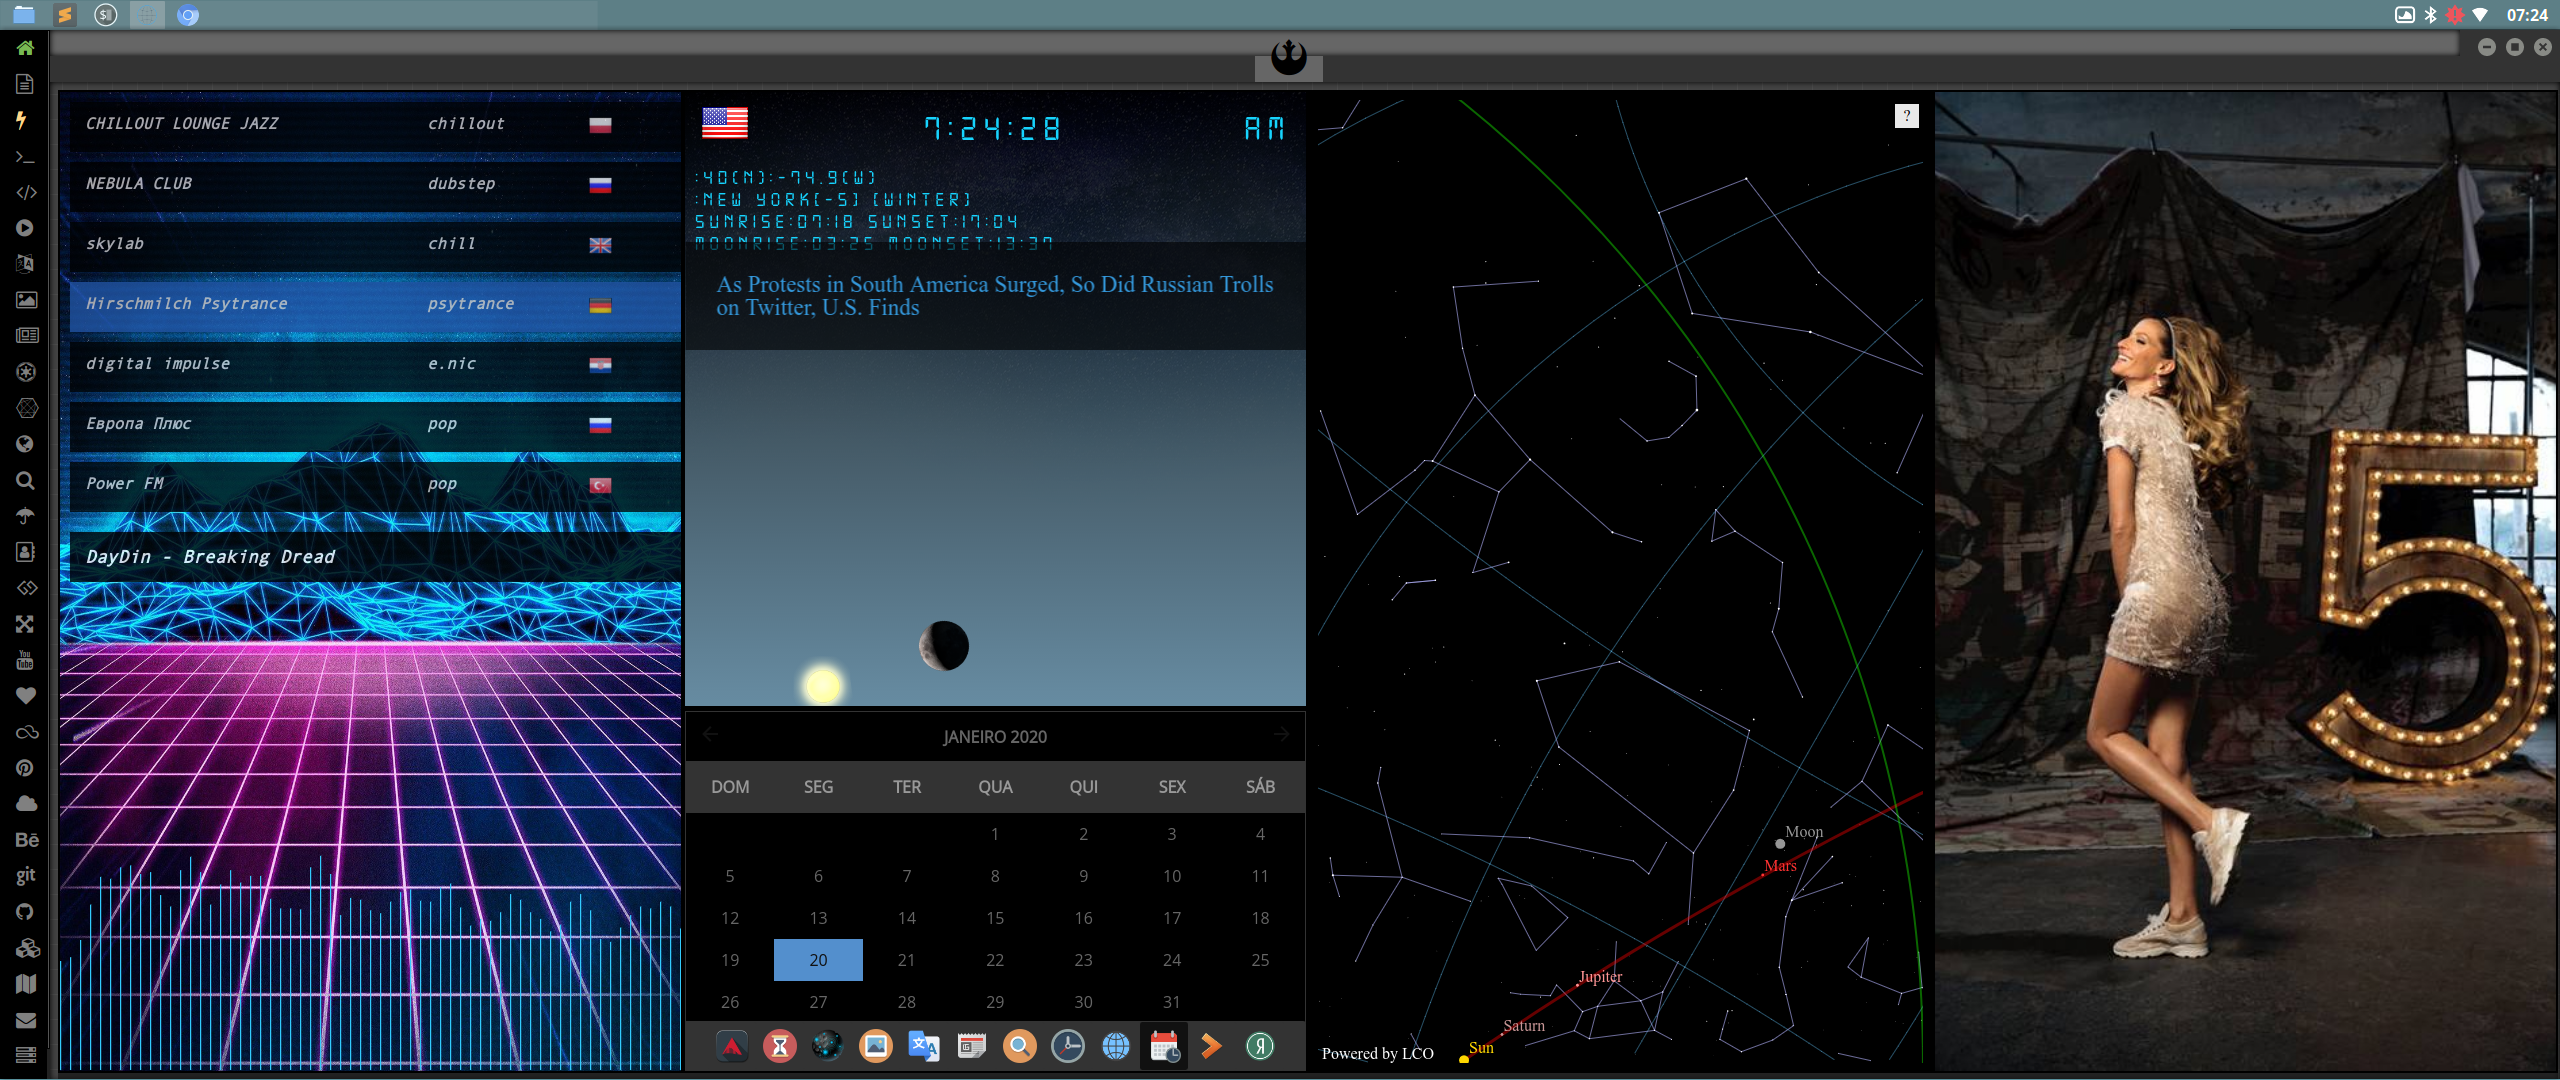 07:24
CHILLOUT LOUNGE JAZZ chillout
NEBULA CLUB dubstep
skylab chill
Hirschmilch Psytrance psytrance
digital impulse e.nic
Европа Плюс pop
Power FM pop
DayDin - Breaking Dread
7:24:28 AM
:40(N):-74.9(W)
:NEW YORK[-5] (WINTER)
SUNRISE:07:18 SUNSET:17:04
MOONRISE:03:25 MOONSET:13:37
As Protests in South America Surged, So Did Russian Trolls
on Twitter, U.S. Finds
JANEIRO 2020
DOM SEG TER QUA QUI SEX SÁB
1 2 3 4
5 6 7 8 9 10 11
12 13 14 15 16 17 18
19 20 21 22 23 24 25
26 27 28 29 30 31
?
Moon
Mars
Jupiter
Saturn
Sun
Powered by LCO
5
You
Tube
Bē
git